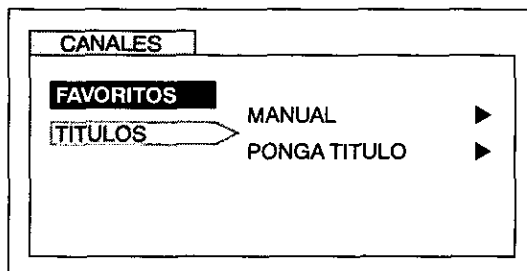 CANALES
FAVORITOS
TITULOS
MANUAL ▶
PONGA TITULO ▶